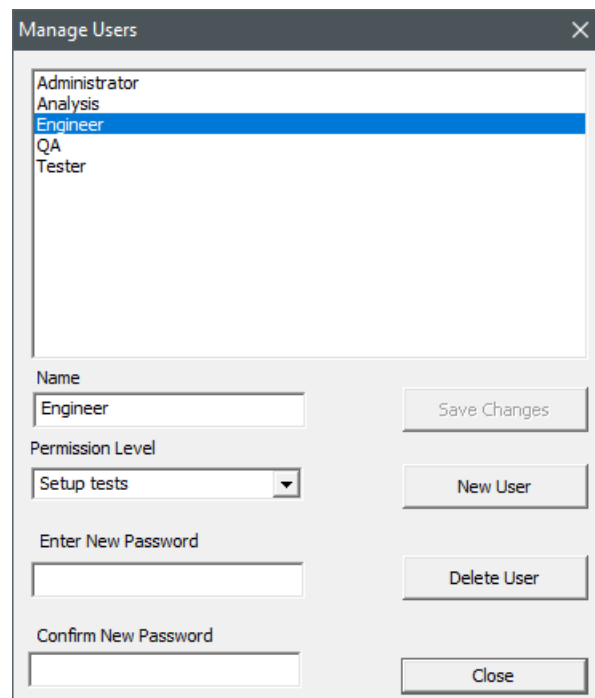 Manage Users
Administrator
Analysis
Engineer
QA
Tester
Name
Engineer
Save Changes
Permission Level
Setup tests
New User
Enter New Password
Delete User
Confirm New Password
Close